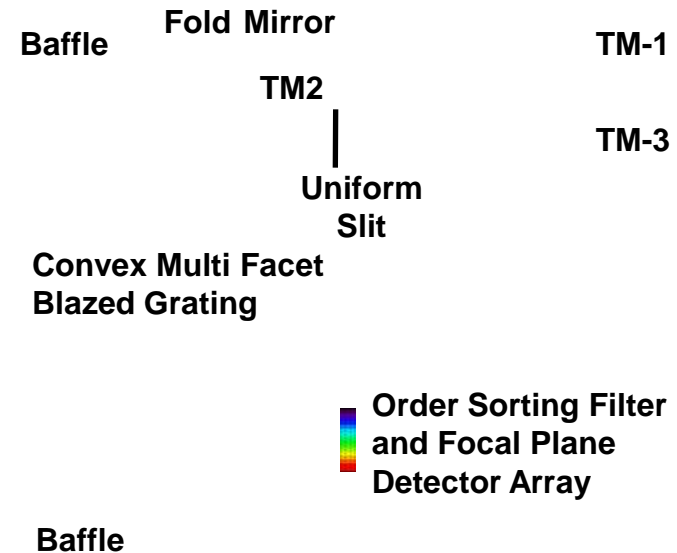 Fold Mirror
Baffle
TM-1
TM2
TM-3
Uniform
Slit
Convex Multi Facet
Blazed Grating
Order Sorting Filter
and Focal Plane
Detector Array
Baffle